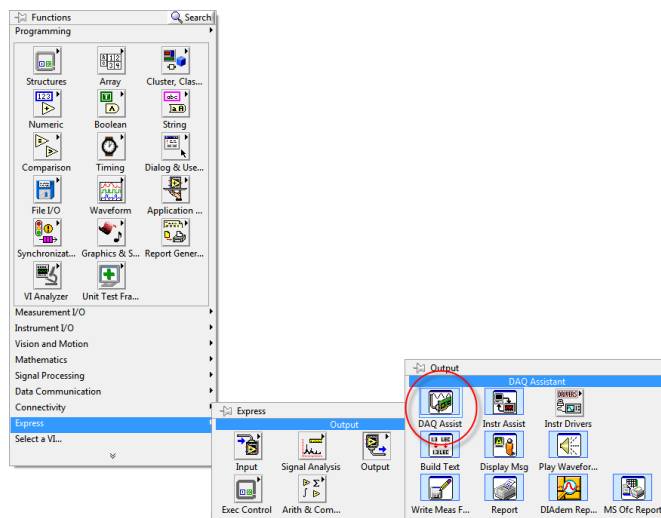 Functions
Search
Programming
Structures
Array
Cluster, Clas...
Numeric
Boolean
String
Comparison
Timing
Dialog & Use...
File I/O
Waveform
Application ...
Synchronizat...
Graphics & S...
Report Gener...
VI Analyzer
Unit Test Fra...
Measurement I/O
Instrument I/O
Vision and Motion
Mathematics
Signal Processing
Data Communication
Connectivity
Express
Select a VI...
Express
Output
Input
Signal Analysis
Output
Exec Control
Arith & Com...
Output
DAQ Assistant
DAQ Assist
Instr Assist
Instr Drivers
Build Text
Display Msg
Play Wavefor...
Write Meas F...
Report
DIAdem Rep...
MS Ofc Report